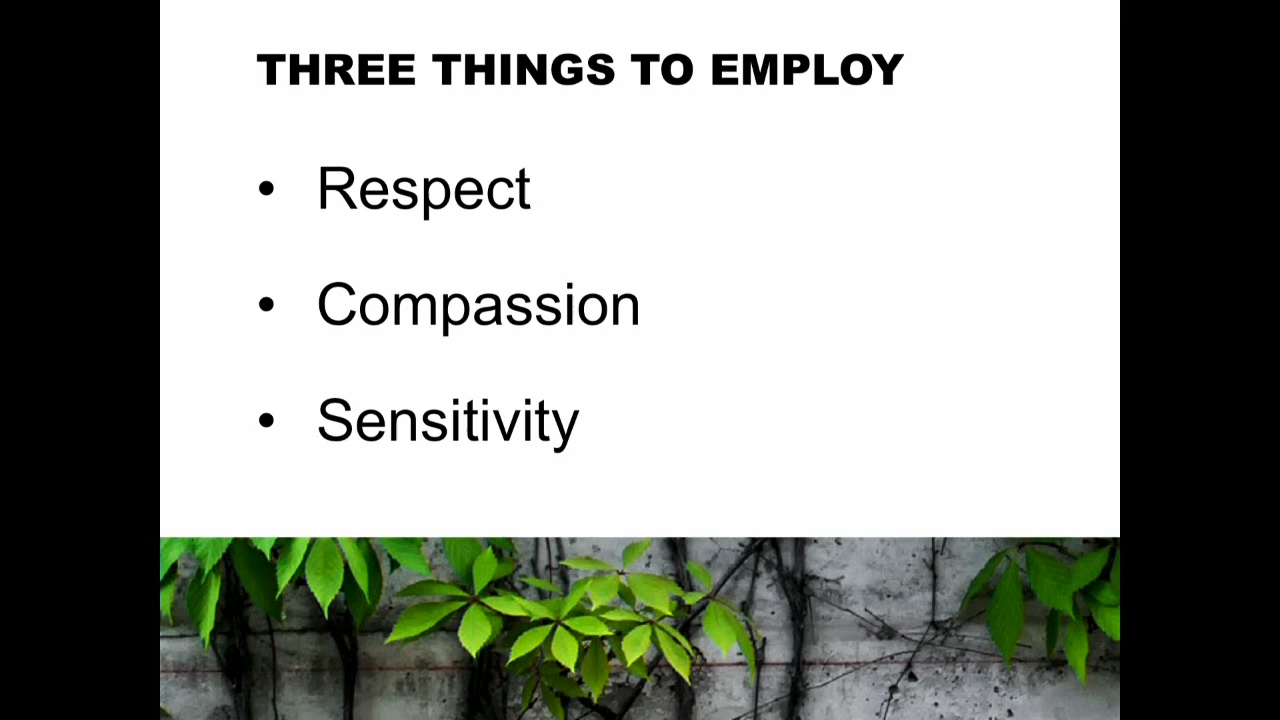 THREE THINGS TO EMPLOY
• Respect
• Compassion
• Sensitivity